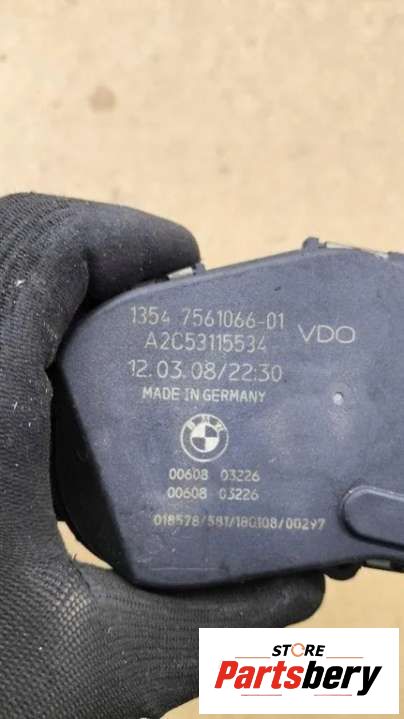 1354 7561066-01
VDO
A2C53115534
12.03.08/22:30
MADE IN GERMANY
BMW
00608 03226
00608 03226
018578/581/180108/00297
STORE
Partsbery